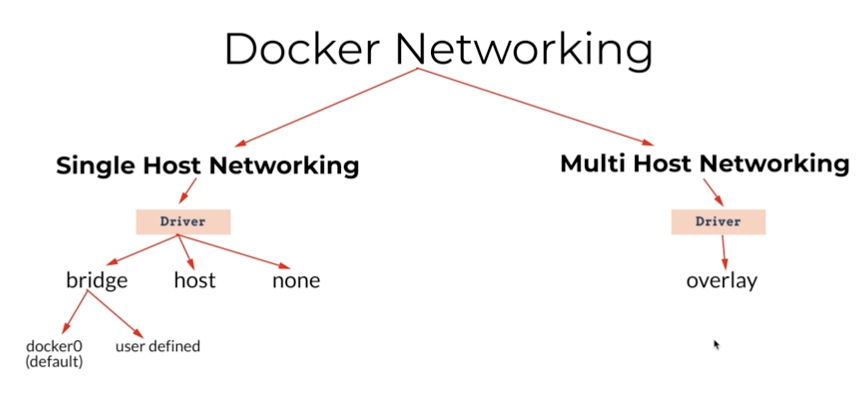 Docker Networking
Single Host Networking
Multi Host Networking
Driver
Driver
bridge
host
none
overlay
docker0
(default)
user defined